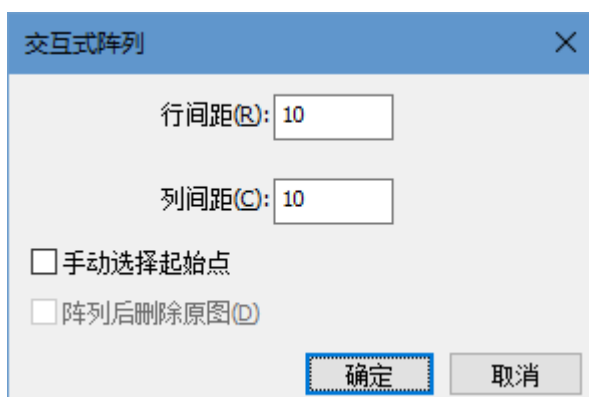 交互式阵列
行间距(R): 10
列间距(C): 10
手动选择起始点
阵列后删除原图(D)
确定 取消